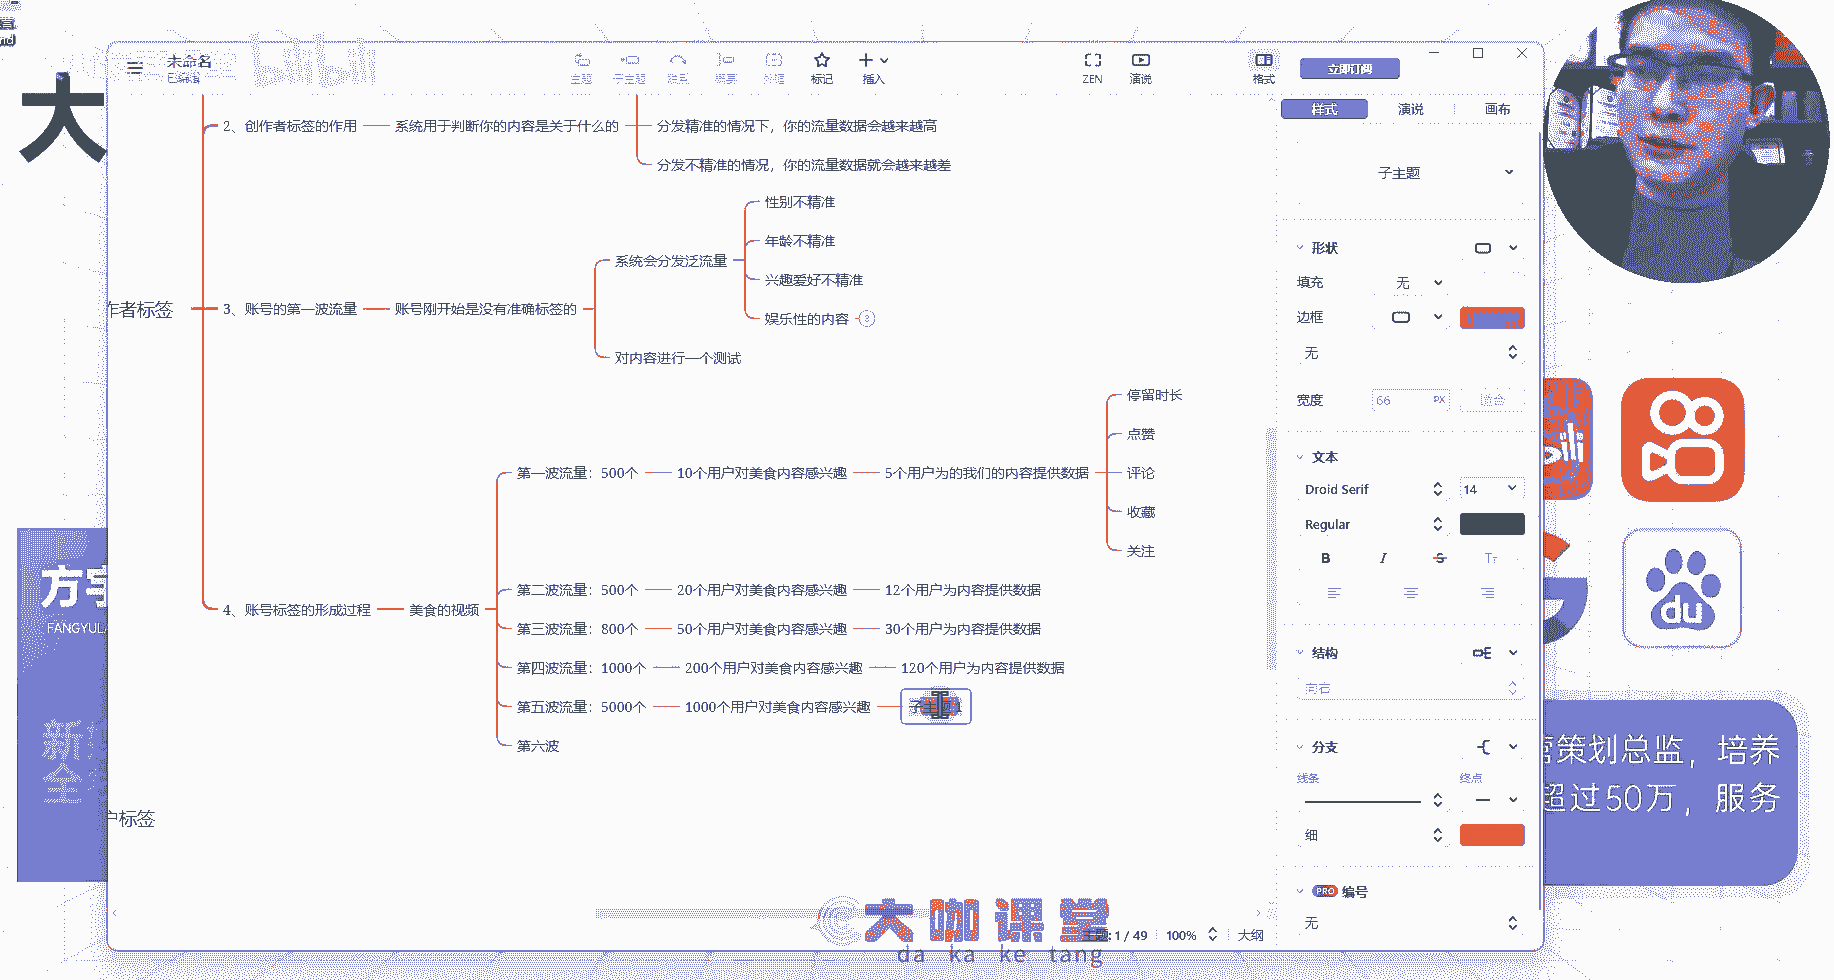 未命名
已编辑
bilibili
主题
子主题
联系
概要
外框
标记
插入
ZEN
演说
格式
立即订阅
大
2、创作者标签的作用
系统用于判断你的内容是关于什么的
分发精准的情况下，你的流量数据会越来越高
分发不精准的情况，你的流量数据就会越来越差
作者标签
3、账号的第一波流量
账号刚开始是没有准确标签的
系统会分发泛流量
性别不精准
年龄不精准
兴趣爱好不精准
娱乐性的内容
3
对内容进行一个测试
4、账号标签的形成过程
美食的视频
第一波流量：500个
10个用户对美食内容感兴趣
5个用户为的我们的内容提供数据
停留时长
点赞
评论
收藏
关注
第二波流量：500个
20个用户对美食内容感兴趣
12个用户为内容提供数据
第三波流量：800个
50个用户对美食内容感兴趣
30个用户为内容提供数据
第四波流量：1000个
200个用户对美食内容感兴趣
120个用户为内容提供数据
第五波流量：5000个
1000个用户对美食内容感兴趣
子主题 1
第六波
户标签
样式
演说
画布
子主题
形状
填充
无
边框
无
宽度
66
PX
适合
文本
Droid Serif
14
Regular
B
I
S
Tт
结构
向右
分支
线条
终点
细
PRO 编号
无
主题: 1 / 49
100%
大纲
方宇
FANGYUL
新
全
du
营策划总监，培养
超过50万，服务
©大咖课堂
da ka ke tang